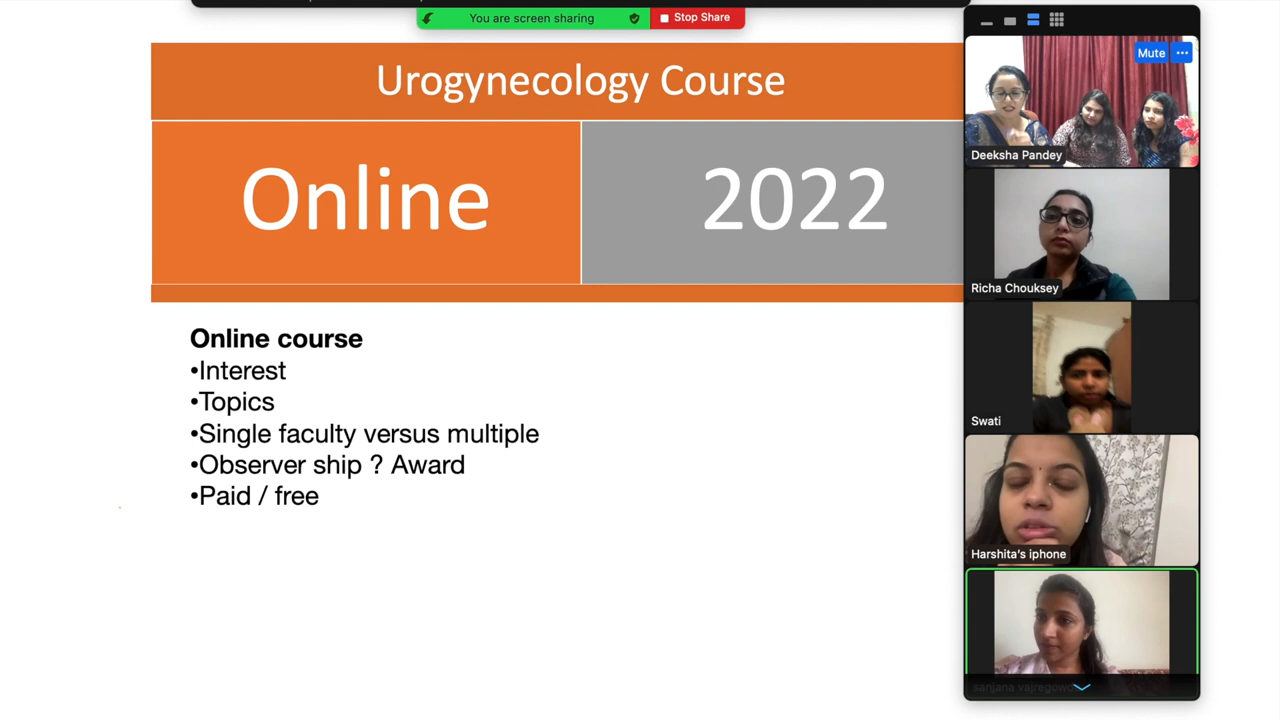 You are screen sharing
Stop Share
Urogynecology Course
Online
2022
Online course
•Interest
•Topics
•Single faculty versus multiple
•Observer ship ? Award
•Paid / free
Mute
Deeksha Pandey
Richa Chouksey
Swati
Harshita's iphone